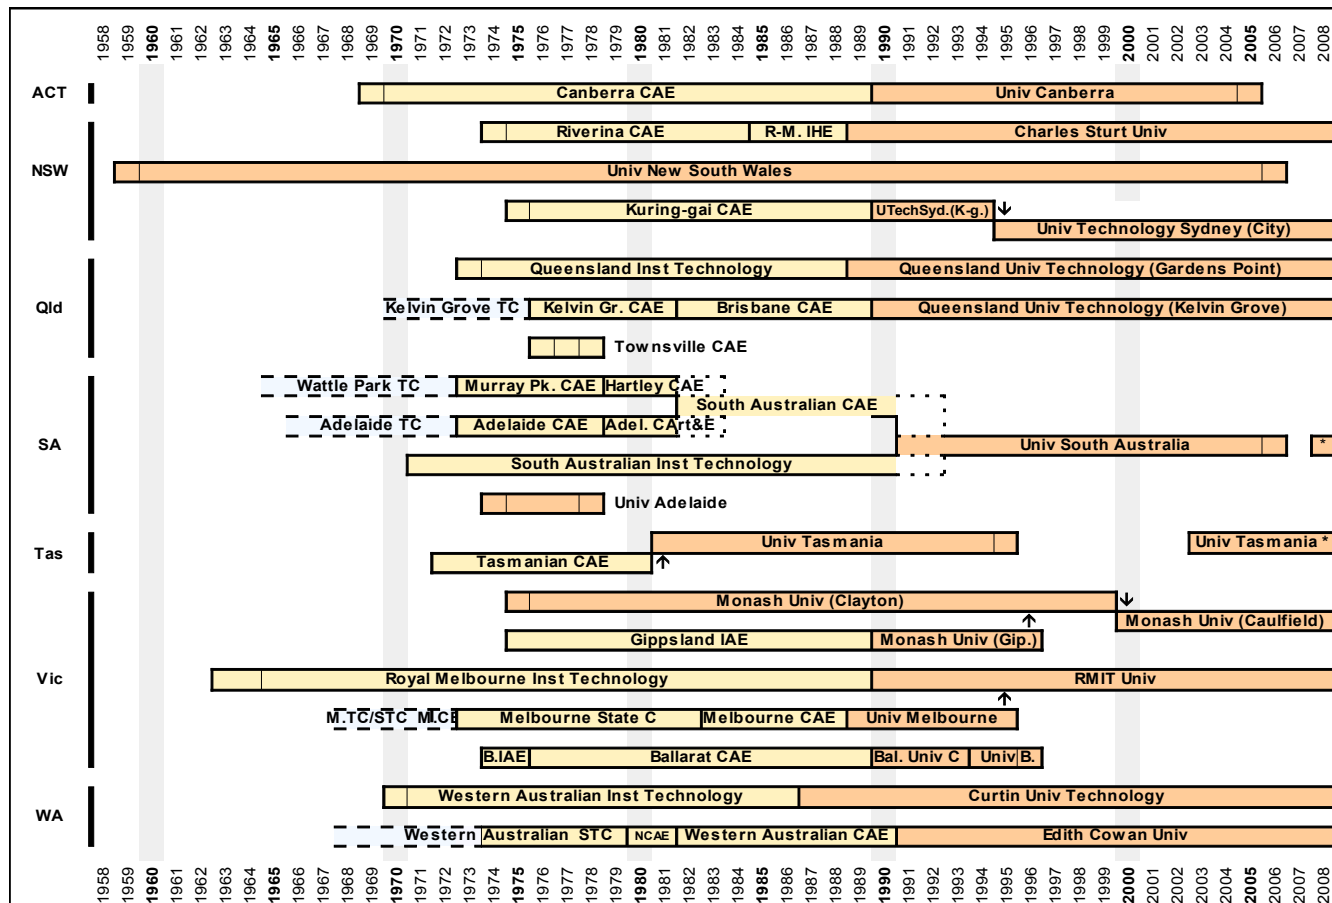 1958 1959 1960 1961 1962 1963 1964 1965 1966 1967 1968 1969 1970 1971 1972 1973 1974 1975 1976 1977 1978 1979 1980 1981 1982 1983 1984 1985 1986 1987 1988 1989 1990 1991 1992 1993 1994 1995 1996 1997 1998 1999 2000 2001 2002 2003 2004 2005 2006 2007 2008
ACT Canberra CAE Univ Canberra
Riverina CAE R-M. IHE Charles Sturt Univ
NSW Univ New South Wales
Kuring-gai CAE UTechSyd.(K-g.) ↓
Univ Technology Sydney (City)
Queensland Inst Technology Queensland Univ Technology (Gardens Point)
Qld Kelvin Grove TC Kelvin Gr. CAE Brisbane CAE Queensland Univ Technology (Kelvin Grove)
Townsville CAE
Wattle Park TC Murray Pk. CAE Hartley CAE
South Australian CAE
Adelaide TC Adelaide CAE Adel. CArt&E
SA Univ South Australia *
South Australian Inst Technology
Univ Adelaide
Tas Univ Tasmania Univ Tasmania *
Tasmanian CAE ↑
Monash Univ (Clayton) ↓
Monash Univ (Caulfield)
Gippsland IAE Monash Univ (Gip.) ↑
Vic Royal Melbourne Inst Technology RMIT Univ
M.TC/STC M.CE Melbourne State C Melbourne CAE Univ Melbourne ↑
B.IAE Ballarat CAE Bal. Univ C Univ B.
Western Australian Inst Technology Curtin Univ Technology
WA
Western Australian STC NCAE Western Australian CAE Edith Cowan Univ
1958 1959 1960 1961 1962 1963 1964 1965 1966 1967 1968 1969 1970 1971 1972 1973 1974 1975 1976 1977 1978 1979 1980 1981 1982 1983 1984 1985 1986 1987 1988 1989 1990 1991 1992 1993 1994 1995 1996 1997 1998 1999 2000 2001 2002 2003 2004 2005 2006 2007 2008